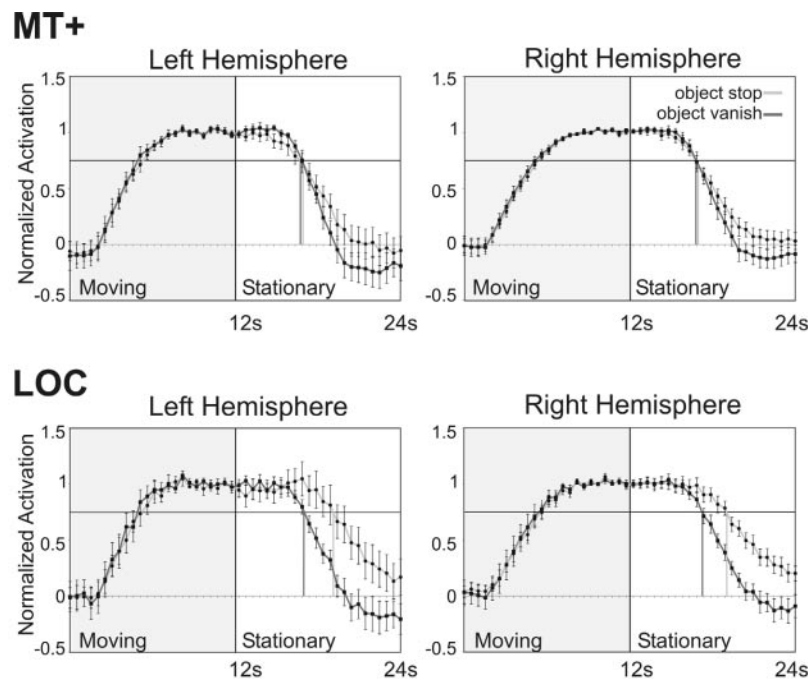 MT+
Left Hemisphere
Right Hemisphere
Normalized Activation
1.5
1
0.5
0
-0.5
Moving
Stationary
12s
24s
1.5
1
0.5
0
-0.5
object stop
object vanish
Moving
Stationary
12s
24s
LOC
Left Hemisphere
Right Hemisphere
Normalized Activation
1.5
1
0.5
0
-0.5
Moving
Stationary
12s
24s
1.5
1
0.5
0
-0.5
Moving
Stationary
12s
24s